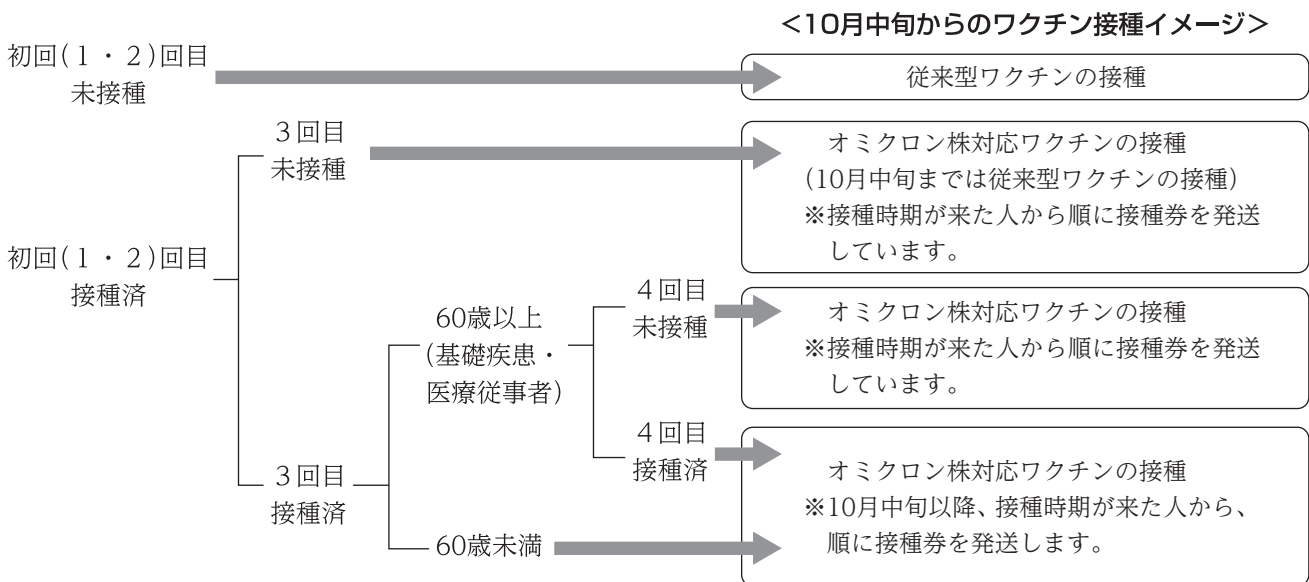 <10月中旬からのワクチン接種イメージ>
初回(1・2)回目
未接種
従来型ワクチンの接種
3回目
未接種
オミクロン株対応ワクチンの接種
(10月中旬までは従来型ワクチンの接種)
※接種時期が来た人から順に接種券を発送
しています。
初回(1・2)回目
接種済
60歳以上
(基礎疾患・
医療従事者)
4回目
未接種
オミクロン株対応ワクチンの接種
※接種時期が来た人から順に接種券を発送
しています。
4回目
接種済
3回目
接種済
60歳未満
オミクロン株対応ワクチンの接種
※10月中旬以降、接種時期が来た人から、
順に接種券を発送します。